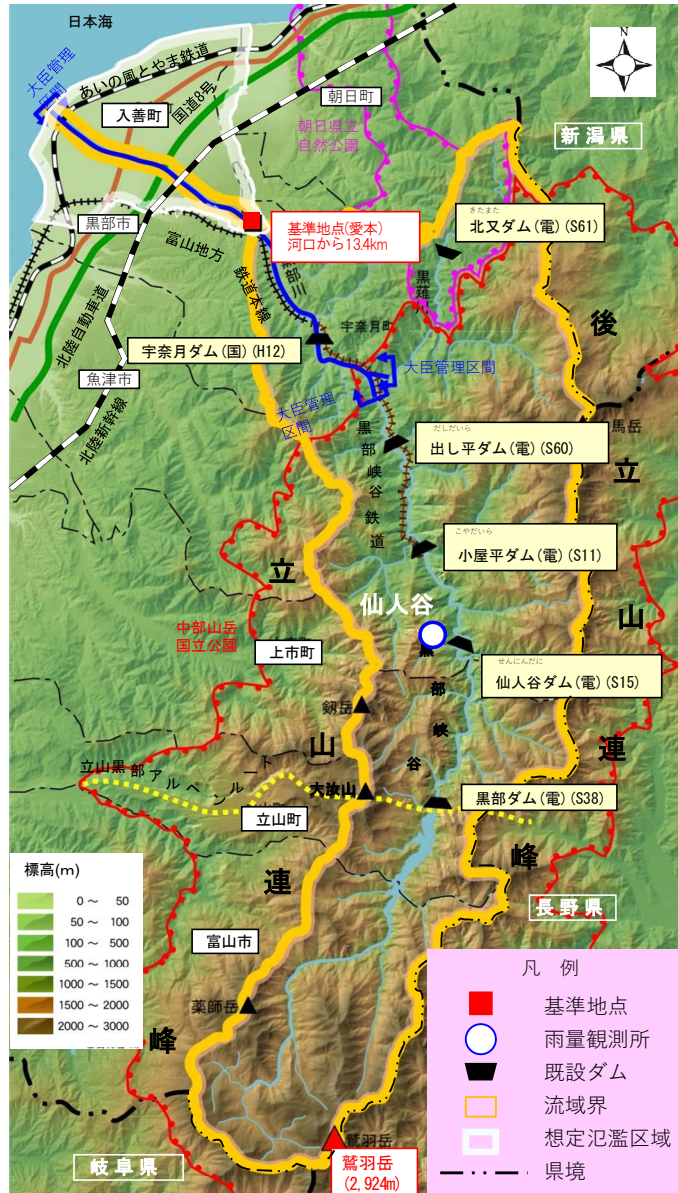 日本海
大臣管理
区間
あいの風とやま鉄道
国道8号
入善町
朝日町
朝日県立
自然公園
新潟県
黒部市
富山地方
鉄道本線
黒部川
基準地点(愛本)
河口から13.4km
きたまた
北又ダム(電)(S61)
黒薙
後
北陸自動車道
宇奈月町
宇奈月ダム(国)(H12)
大臣管理区間
魚津市
北陸新幹線
大臣管理
区間
馬岳
だしだいら
出し平ダム(電)(S60)
黒部峡谷鉄道
立
こやだいら
小屋平ダム(電)(S11)
立
仙人谷
山
中部山岳
国立公園
上市町
黒部峡谷
せんにんだに
仙人谷ダム(電)(S15)
剱岳
山
連
立山黒部アルペンルート
大汝山
黒部ダム(電)(S38)
立山町
峰
標高(m)
0 ～ 50
50 ～ 100
100 ～ 500
500 ～ 1000
1000 ～ 1500
1500 ～ 2000
2000 ～ 3000
連
長野県
富山市
薬師岳
峰
鷲羽岳
鷲羽岳
(2,924m)
岐阜県
凡 例
基準地点
雨量観測所
既設ダム
流域界
想定氾濫区域
県境